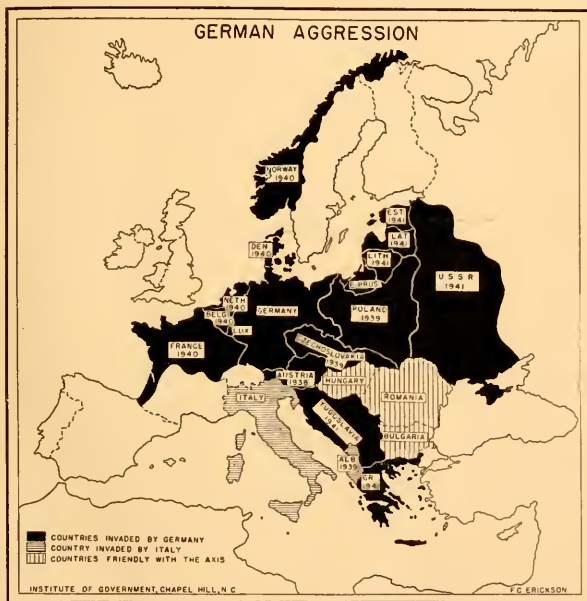 GERMAN AGGRESSION
NORWAY
1940
EST
1941
LAT
1941
LITH
1941
DEN
1940
E. PRUS.
U S S R
1941
NETH
1940
BELG
1940
LUX
GERMANY
POLAND
1939
FRANCE
1940
CZECHOSLOVAKIA
1939
AUSTRIA
1938
HUNGARY
ROMANIA
ITALY
YUGOSLAVIA
1941
BULGARIA
ALB
1939
GR
1941
COUNTRIES INVADED BY GERMANY
COUNTRY INVADED BY ITALY
COUNTRIES FRIENDLY WITH THE AXIS
INSTITUTE OF GOVERNMENT, CHAPEL HILL, N C
F.C. ERICKSON